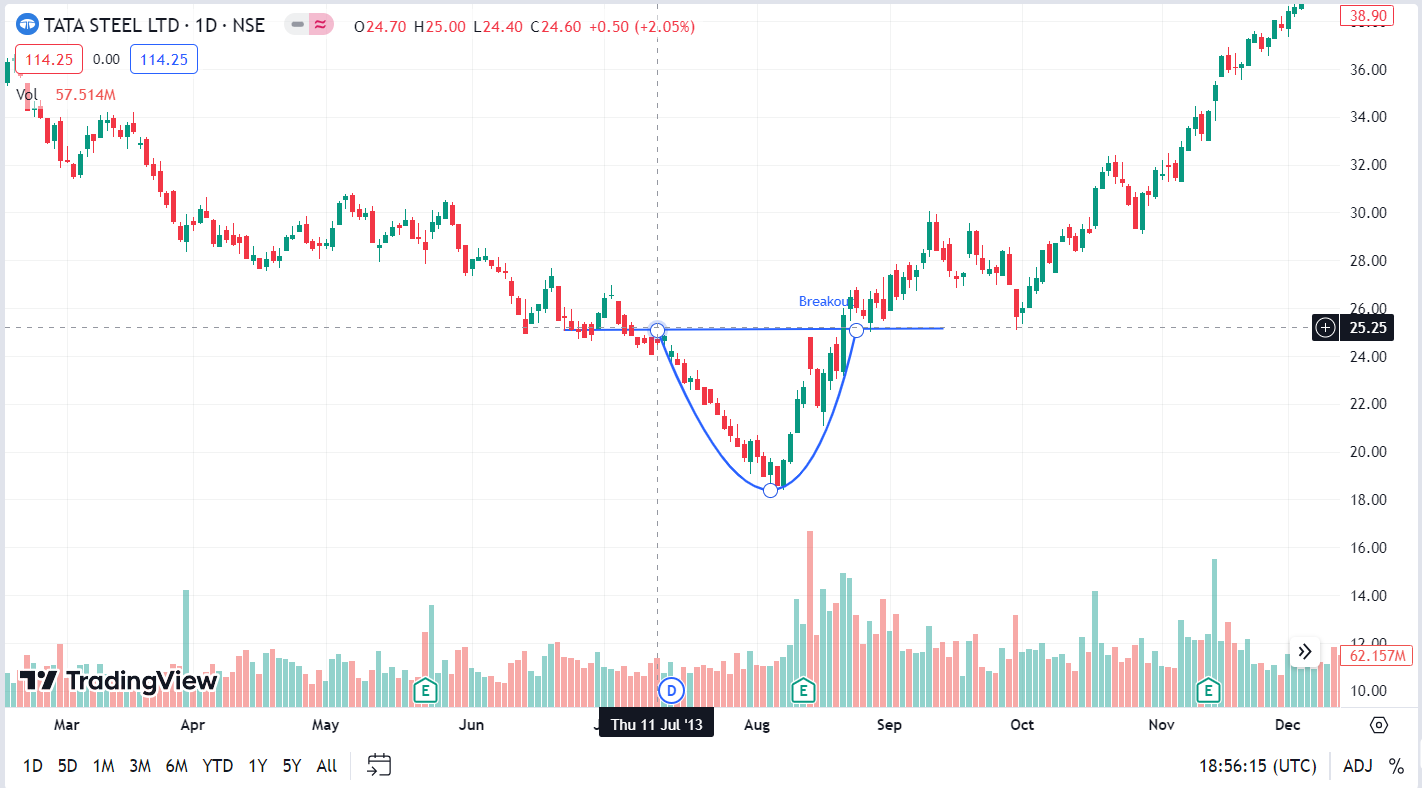 TATA STEEL LTD · 1D · NSE O24.70 H25.00 L24.40 C24.60 +0.50 (+2.05%)
114.25 0.00 114.25
Vol 57.514M
38.90
36.00
34.00
32.00
30.00
28.00
26.00
Breakou
25.25
24.00
22.00
20.00
18.00
16.00
14.00
12.00
62.157M
10.00
TradingView
E D E E
Mar Apr May Jun Thu 11 Jul '13 Aug Sep Oct Nov Dec
1D 5D 1M 3M 6M YTD 1Y 5Y All 18:56:15 (UTC) ADJ %